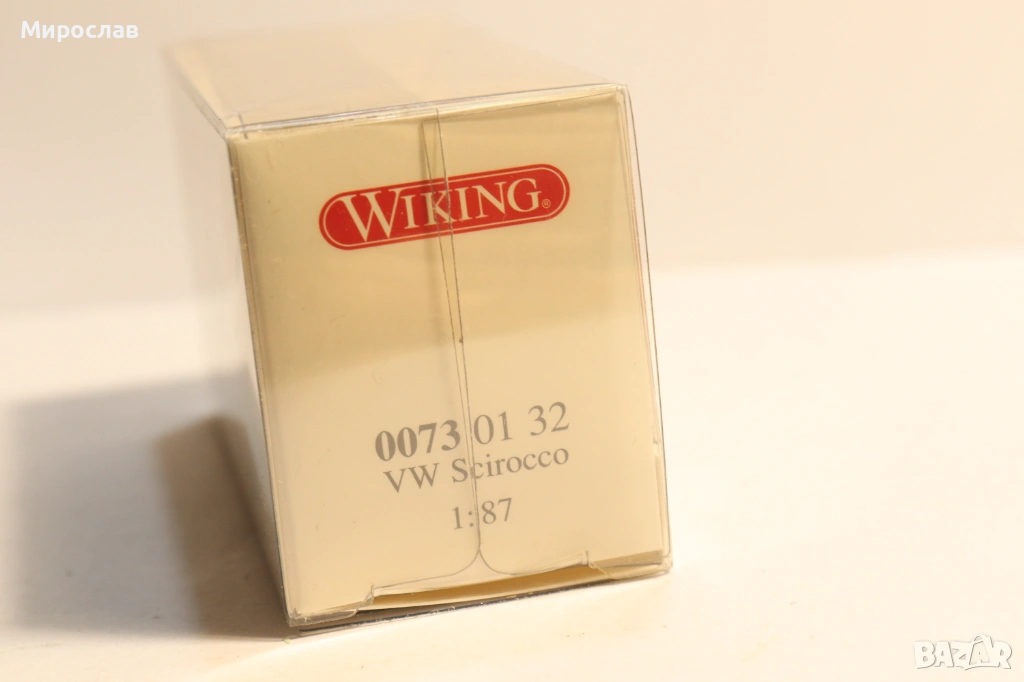 Мирослав
WIKING®
0073 01 32
VW Scirocco
1:87
BAZAR